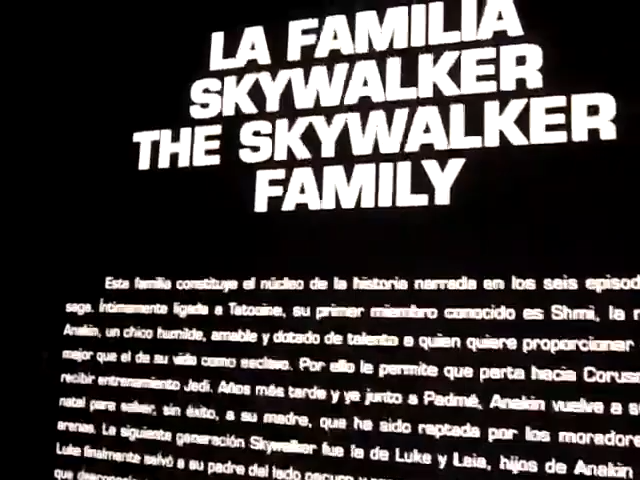 LA FAMILIA
SKYWALKER
THE SKYWALKER
FAMILY
Esta familia constituye el núcleo de la historia narrada en los seis episod
saga. Íntimamente ligada a Tatooine, su primer miembro conocido es Shmi, la
Anakin, un chico humilde, amable y dotado de talento a quien quiere proporcionar
mejor que el de su vida como esclavo. Por ello le permite que parta hacia Corus
recibir entrenamiento Jedi. Años más tarde y ya junto a Padmé, Anakin vuelve a s
natal para saber, sin éxito, a su madre, que ha sido raptada por los moradore
arenas. La siguiente generación Skywalker fue la de Luke y Leia, hijos de Anakin
Luke finalmente salvó a su padre del lado oscuro
que